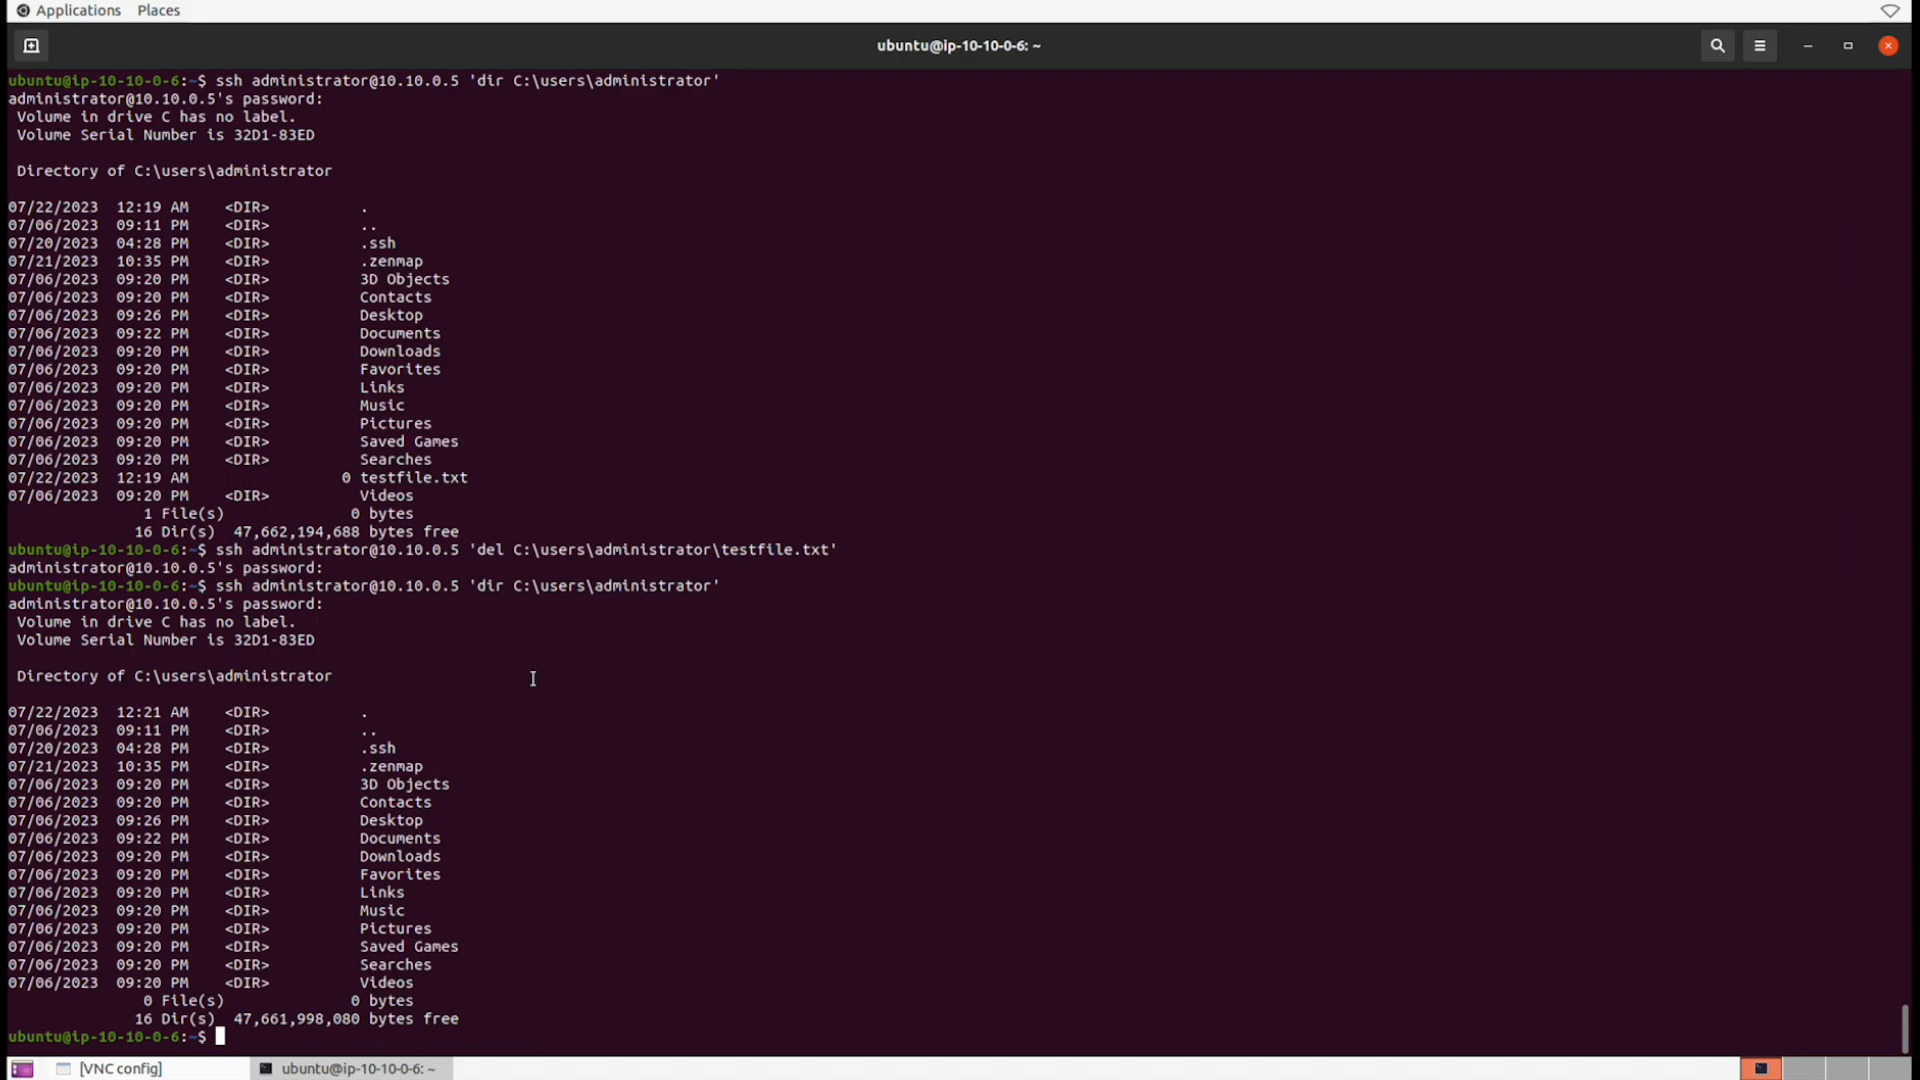 Applications Places
ubuntu@ip-10-10-0-6: ~
ubuntu@ip-10-10-0-6:~$ ssh administrator@10.10.0.5 'dir C:\users\administrator'
administrator@10.10.0.5's password:
Volume in drive C has no label.
Volume Serial Number is 32D1-83ED
Directory of C:\users\administrator
07/22/2023 12:19 AM <DIR> .
07/06/2023 09:11 PM <DIR> ..
07/20/2023 04:28 PM <DIR> .ssh
07/21/2023 10:35 PM <DIR> .zenmap
07/06/2023 09:20 PM <DIR> 3D Objects
07/06/2023 09:20 PM <DIR> Contacts
07/06/2023 09:26 PM <DIR> Desktop
07/06/2023 09:22 PM <DIR> Documents
07/06/2023 09:20 PM <DIR> Downloads
07/06/2023 09:20 PM <DIR> Favorites
07/06/2023 09:20 PM <DIR> Links
07/06/2023 09:20 PM <DIR> Music
07/06/2023 09:20 PM <DIR> Pictures
07/06/2023 09:20 PM <DIR> Saved Games
07/06/2023 09:20 PM <DIR> Searches
07/22/2023 12:19 AM 0 testfile.txt
07/06/2023 09:20 PM <DIR> Videos
1 File(s) 0 bytes
16 Dir(s) 47,662,194,688 bytes free
ubuntu@ip-10-10-0-6:~$ ssh administrator@10.10.0.5 'del C:\users\administrator\testfile.txt'
administrator@10.10.0.5's password:
ubuntu@ip-10-10-0-6:~$ ssh administrator@10.10.0.5 'dir C:\users\administrator'
administrator@10.10.0.5's password:
Volume in drive C has no label.
Volume Serial Number is 32D1-83ED
Directory of C:\users\administrator
07/22/2023 12:21 AM <DIR> .
07/06/2023 09:11 PM <DIR> ..
07/20/2023 04:28 PM <DIR> .ssh
07/21/2023 10:35 PM <DIR> .zenmap
07/06/2023 09:20 PM <DIR> 3D Objects
07/06/2023 09:20 PM <DIR> Contacts
07/06/2023 09:26 PM <DIR> Desktop
07/06/2023 09:22 PM <DIR> Documents
07/06/2023 09:20 PM <DIR> Downloads
07/06/2023 09:20 PM <DIR> Favorites
07/06/2023 09:20 PM <DIR> Links
07/06/2023 09:20 PM <DIR> Music
07/06/2023 09:20 PM <DIR> Pictures
07/06/2023 09:20 PM <DIR> Saved Games
07/06/2023 09:20 PM <DIR> Searches
07/06/2023 09:20 PM <DIR> Videos
0 File(s) 0 bytes
16 Dir(s) 47,661,998,080 bytes free
ubuntu@ip-10-10-0-6:~$
[VNC config] ubuntu@ip-10-10-0-6: ~